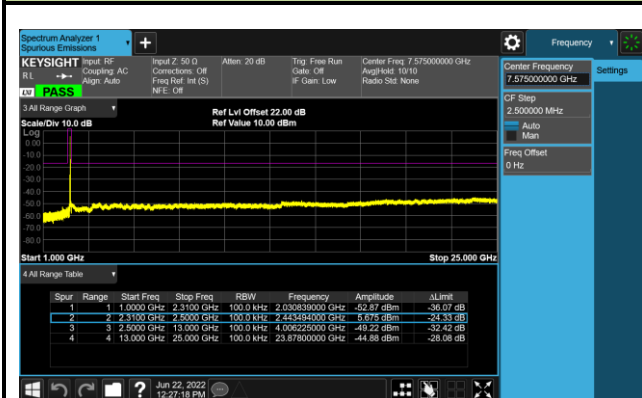 Spectrum Analyzer 1
Spurious Emissions
+
Frequency
KEYSIGHT Input: RF Input Z: 50 Ω Atten: 20 dB Trig: Free Run Center Freq: 7.575000000 GHz
RL Coupling: AC Corrections: Off Gate: Off Avg|Hold: 10/10
Align: Auto Freq Ref: Int (S) IF Gain: Low Radio Std: None
LXI PASS NFE: Off
Center Frequency
7.575000000 GHz
Settings
CF Step
2.500000 MHz
Auto
Man
Freq Offset
0 Hz
3 All Range Graph
Scale/Div 10.0 dB
Ref Lvl Offset 22.00 dB
Ref Value 10.00 dBm
Log
0.00
-10.0
-20.0
-30.0
-40.0
-50.0
-60.0
-70.0
-80.0
Start 1.000 GHz Stop 25.000 GHz
4 All Range Table
Spur Range Start Freq Stop Freq RBW Frequency Amplitude ΔLimit
1 1 1.0000 GHz 2.3100 GHz 100.0 kHz 2.030839000 GHz -52.87 dBm -36.07 dB
2 2 2.3100 GHz 2.5000 GHz 100.0 kHz 2.443494000 GHz 5.675 dBm -24.33 dB
3 3 2.5000 GHz 13.000 GHz 100.0 kHz 4.006225000 GHz -49.22 dBm -32.42 dB
4 4 13.000 GHz 25.000 GHz 100.0 kHz 23.87800000 GHz -44.88 dBm -28.08 dB
? Jun 22, 2022
12:27:18 PM